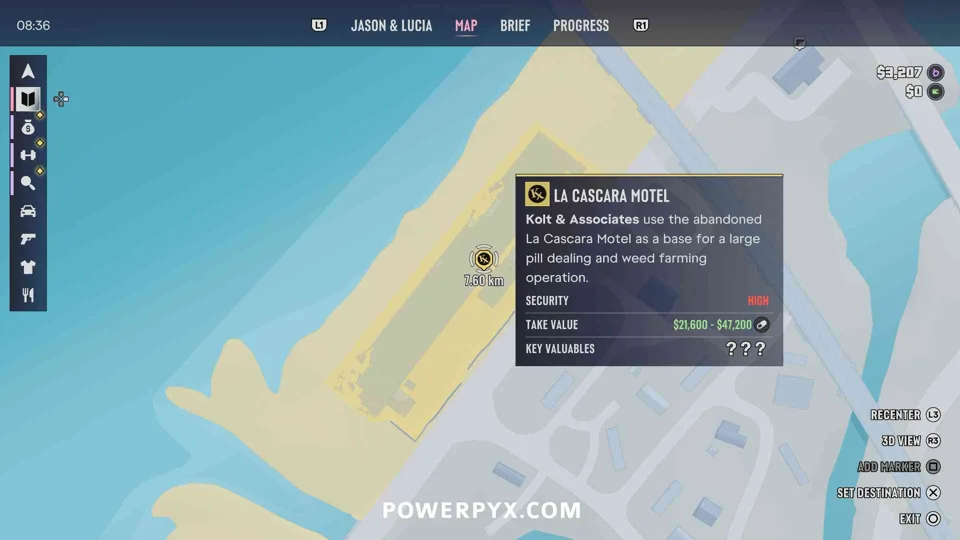 08:36
L1 JASON & LUCIA MAP BRIEF PROGRESS R1
$3,207
$0
LA CASCARA MOTEL
Kolt & Associates use the abandoned
La Cascara Motel as a base for a large
pill dealing and weed farming
operation.
7.60 km
SECURITY HIGH
TAKE VALUE $21,600 - $47,200
KEY VALUABLES ? ? ?
RECENTER L3
3D VIEW R3
ADD MARKER
SET DESTINATION
EXIT
POWERPYX.COM